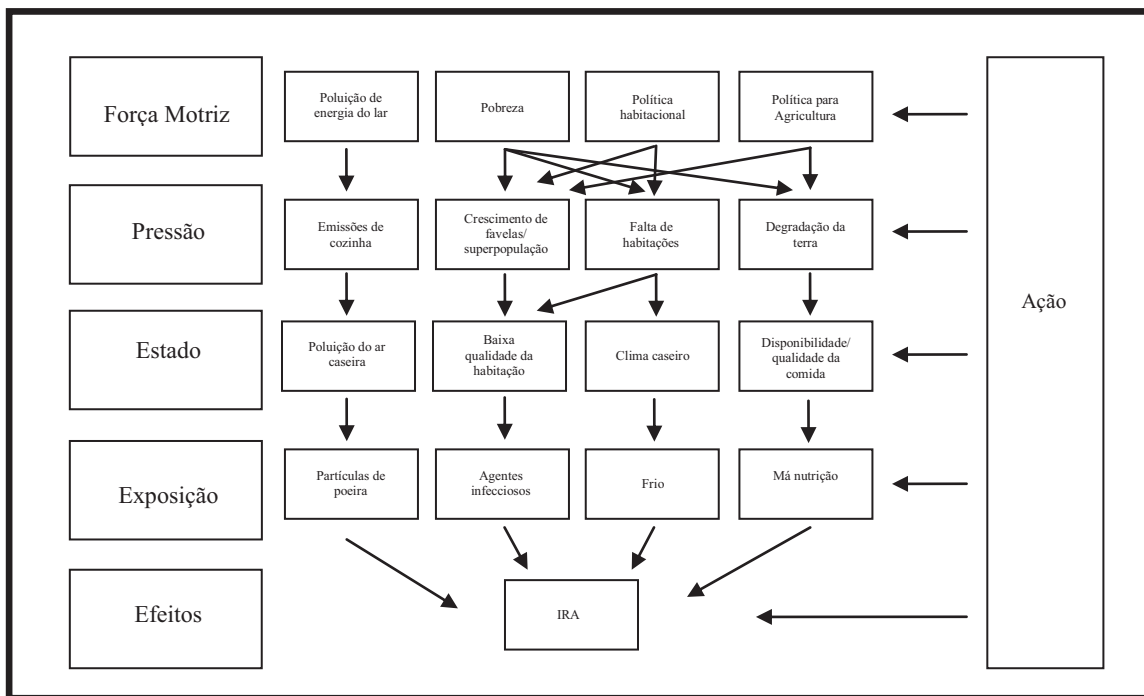 Força Motriz
Poluição de
energia do lar
Pobreza
Política
habitacional
Política para
Agricultura
Pressão
Emissões de
cozinha
Crescimento de
favelas/
superpopulação
Falta de
habitações
Degradação da
terra
Ação
Estado
Poluição do ar
caseira
Baixa
qualidade da
habitação
Clima caseiro
Disponibilidade/
qualidade da
comida
Exposição
Partículas de
poeira
Agentes
infecciosos
Frio
Má nutrição
Efeitos
IRA